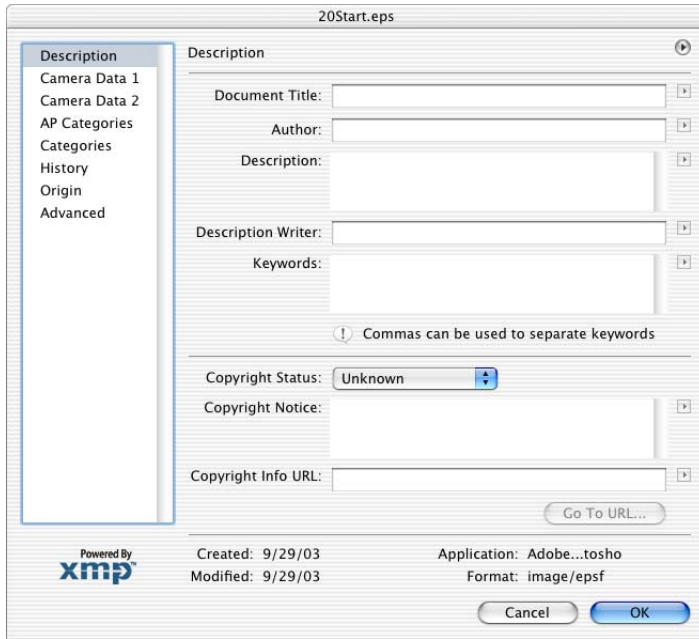 20Start.eps
Description
Camera Data 1
Camera Data 2
AP Categories
Categories
History
Origin
Advanced
Description
Document Title:
Author:
Description:
Description Writer:
Keywords:
! Commas can be used to separate keywords
Copyright Status: Unknown
Copyright Notice:
Copyright Info URL:
Go To URL...
Powered By
xmp™
Created: 9/29/03
Modified: 9/29/03
Application: Adobe...tosho
Format: image/epsf
Cancel
OK